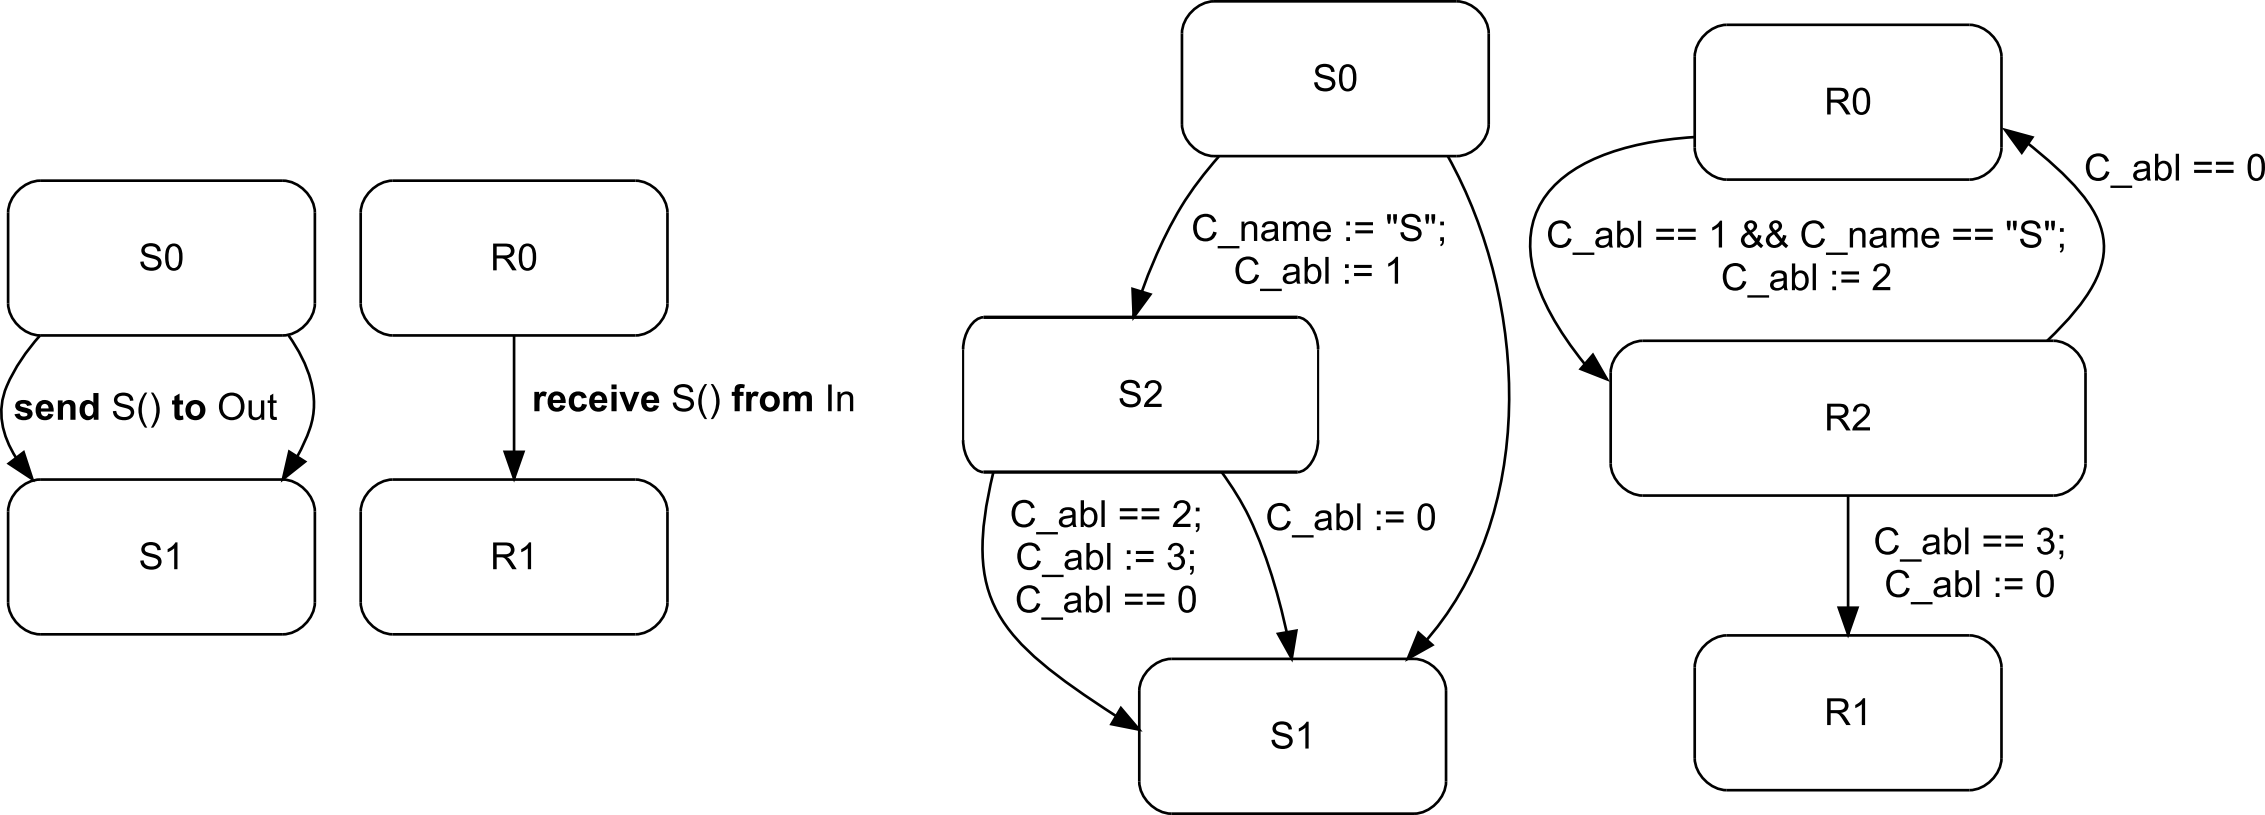 S0
send S() to Out
S1
R0
receive S() from In
R1
S0
C_name := "S";
C_abl := 1
S2
C_abl == 2;
C_abl := 3;
C_abl == 0
C_abl := 0
S1
R0
C_abl == 0
C_abl == 1 && C_name == "S";
C_abl := 2
R2
C_abl == 3;
C_abl := 0
R1